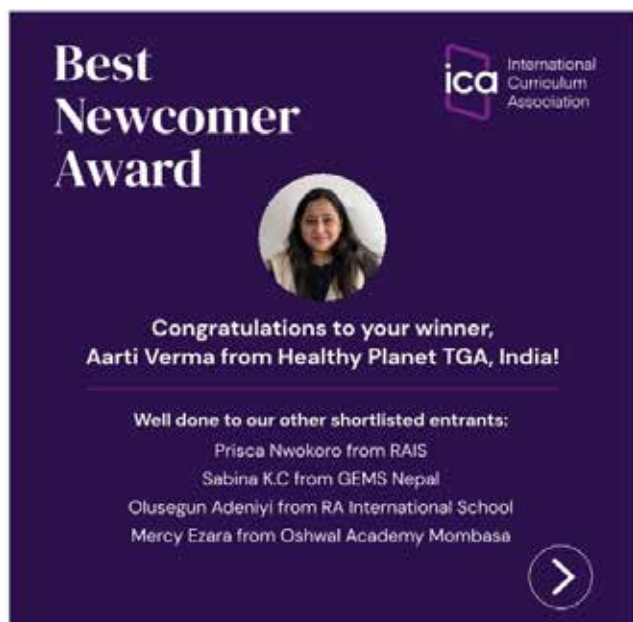 Best
Newcomer
Award
ica
International
Curriculum
Association
Congratulations to your winner,
Aarti Verma from Healthy Planet TGA, India!
Well done to our other shortlisted entrants:
Prisca Nwokoro from RAIS
Sabina K.C from GEMS Nepal
Olusegun Adeniyi from RA International School
Mercy Ezara from Oshwal Academy Mombasa